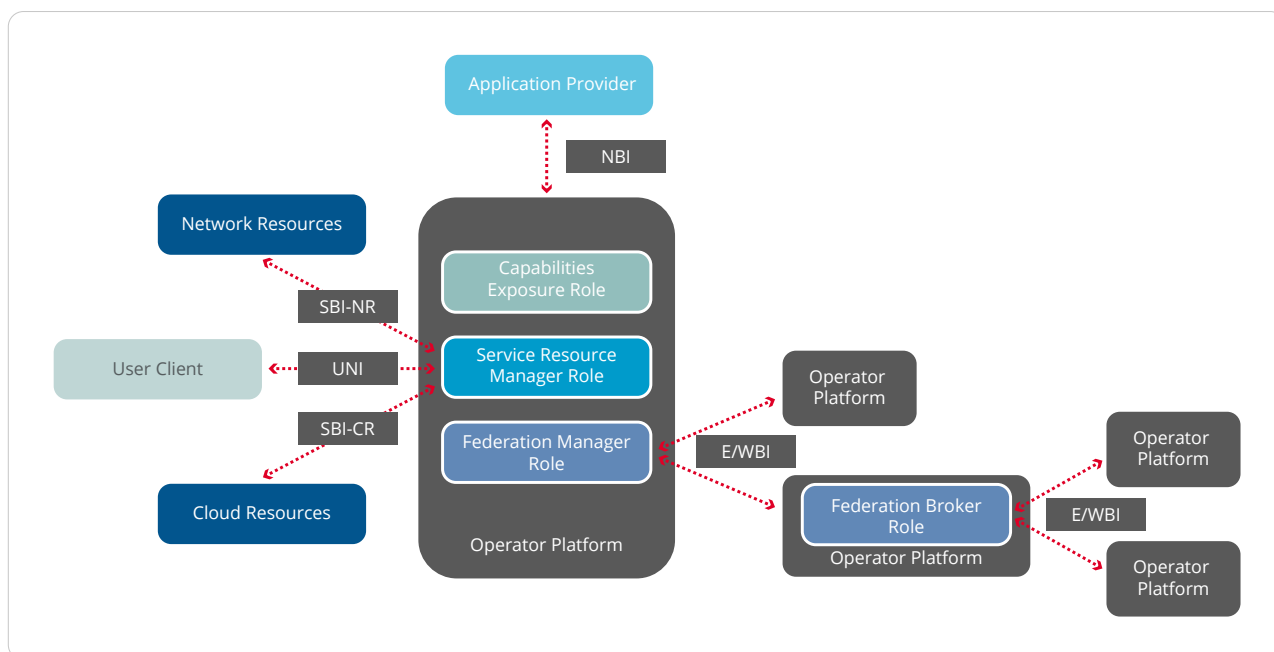 Application Provider
NBI
Network Resources
Capabilities
Exposure Role
SBI-NR
User Client
UNI
Service Resource
Manager Role
SBI-CR
Federation Manager
Role
Cloud Resources
Operator Platform
E/WBI
Operator
Platform
Federation Broker
Role
Operator Platform
Operator
Platform
E/WBI
Operator
Platform